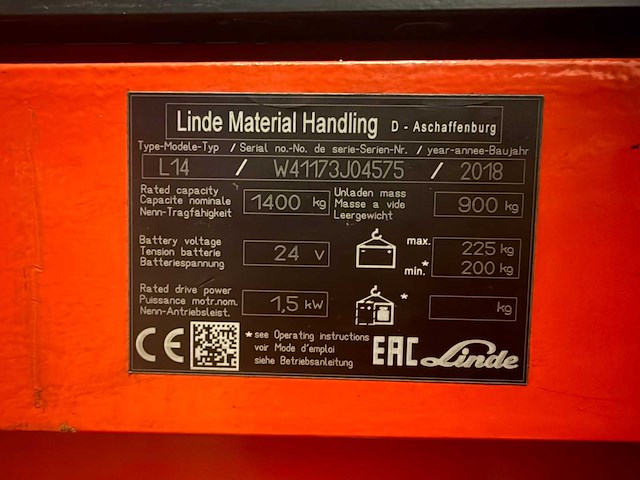 Linde Material Handling D - Aschaffenburg
Type-Modele-Typ / Serial no.-No. de serie-Serien-Nr. / year-annee-Baujahr
L14 / W41173J04575 / 2018
Rated capacity
Capacite nominale
Nenn-Tragfähigkeit
1400 kg
Unladen mass
Masse a vide
Leergewicht
900 kg
Battery voltage
Tension batterie
Batteriespannung
24 V
max. 225 kg
min.* 200 kg
Rated drive power
Puissance motr.nom.
Nenn-Antriebsleist.
1,5 kW
* kg
CE
*see Operating instructions
voir Mode d'emploi
siehe Betriebsanleitung
EAC Linde